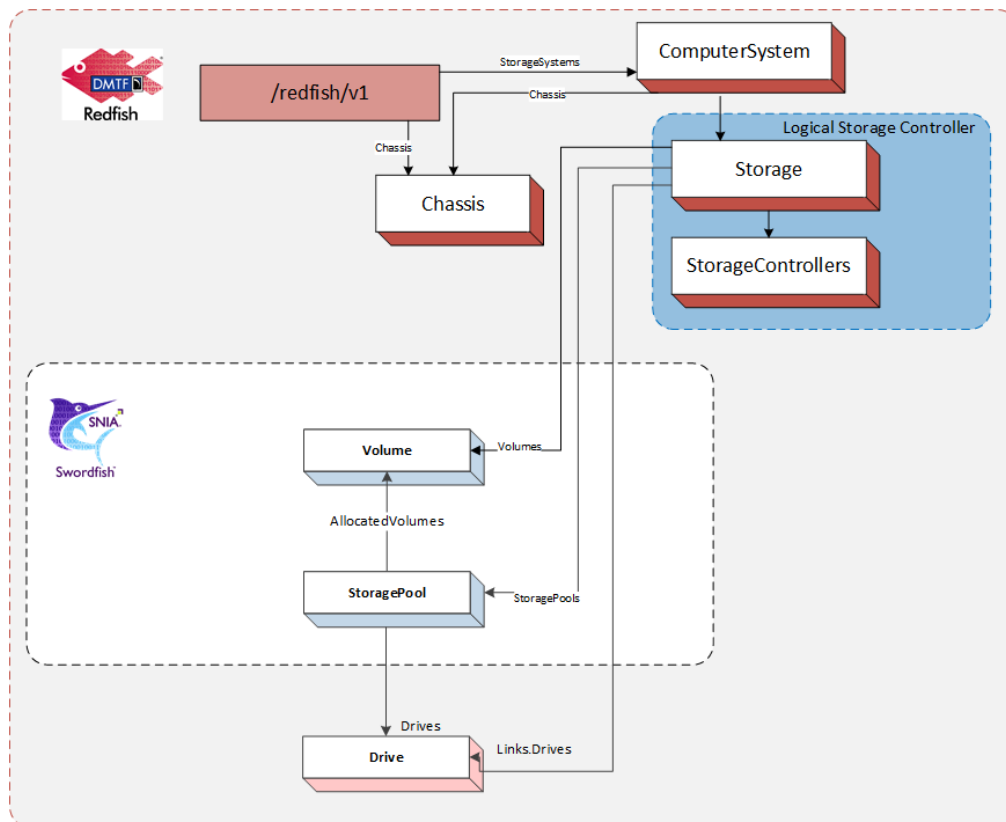 ComputerSystem
StorageSystems
DMTF
Redfish
/redfish/v1
Chassis
Logical Storage Controller
Chassis
Storage
Chassis
StorageControllers
SNIA
Swordfish
Volume
Volumes
AllocatedVolumes
StoragePool
StoragePools
Drives
Drive
Links.Drives